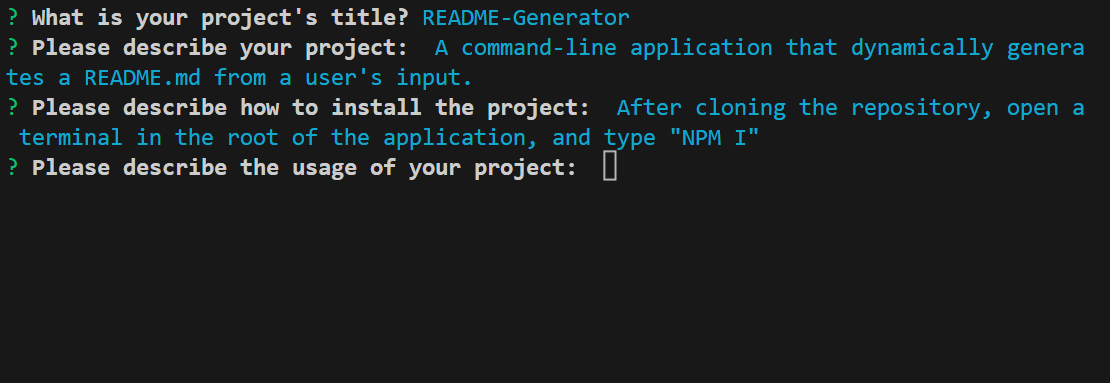 ? What is your project's title? README-Generator
? Please describe your project:  A command-line application that dynamically genera
tes a README.md from a user's input.
? Please describe how to install the project:  After cloning the repository, open a
 terminal in the root of the application, and type "NPM I"
? Please describe the usage of your project: